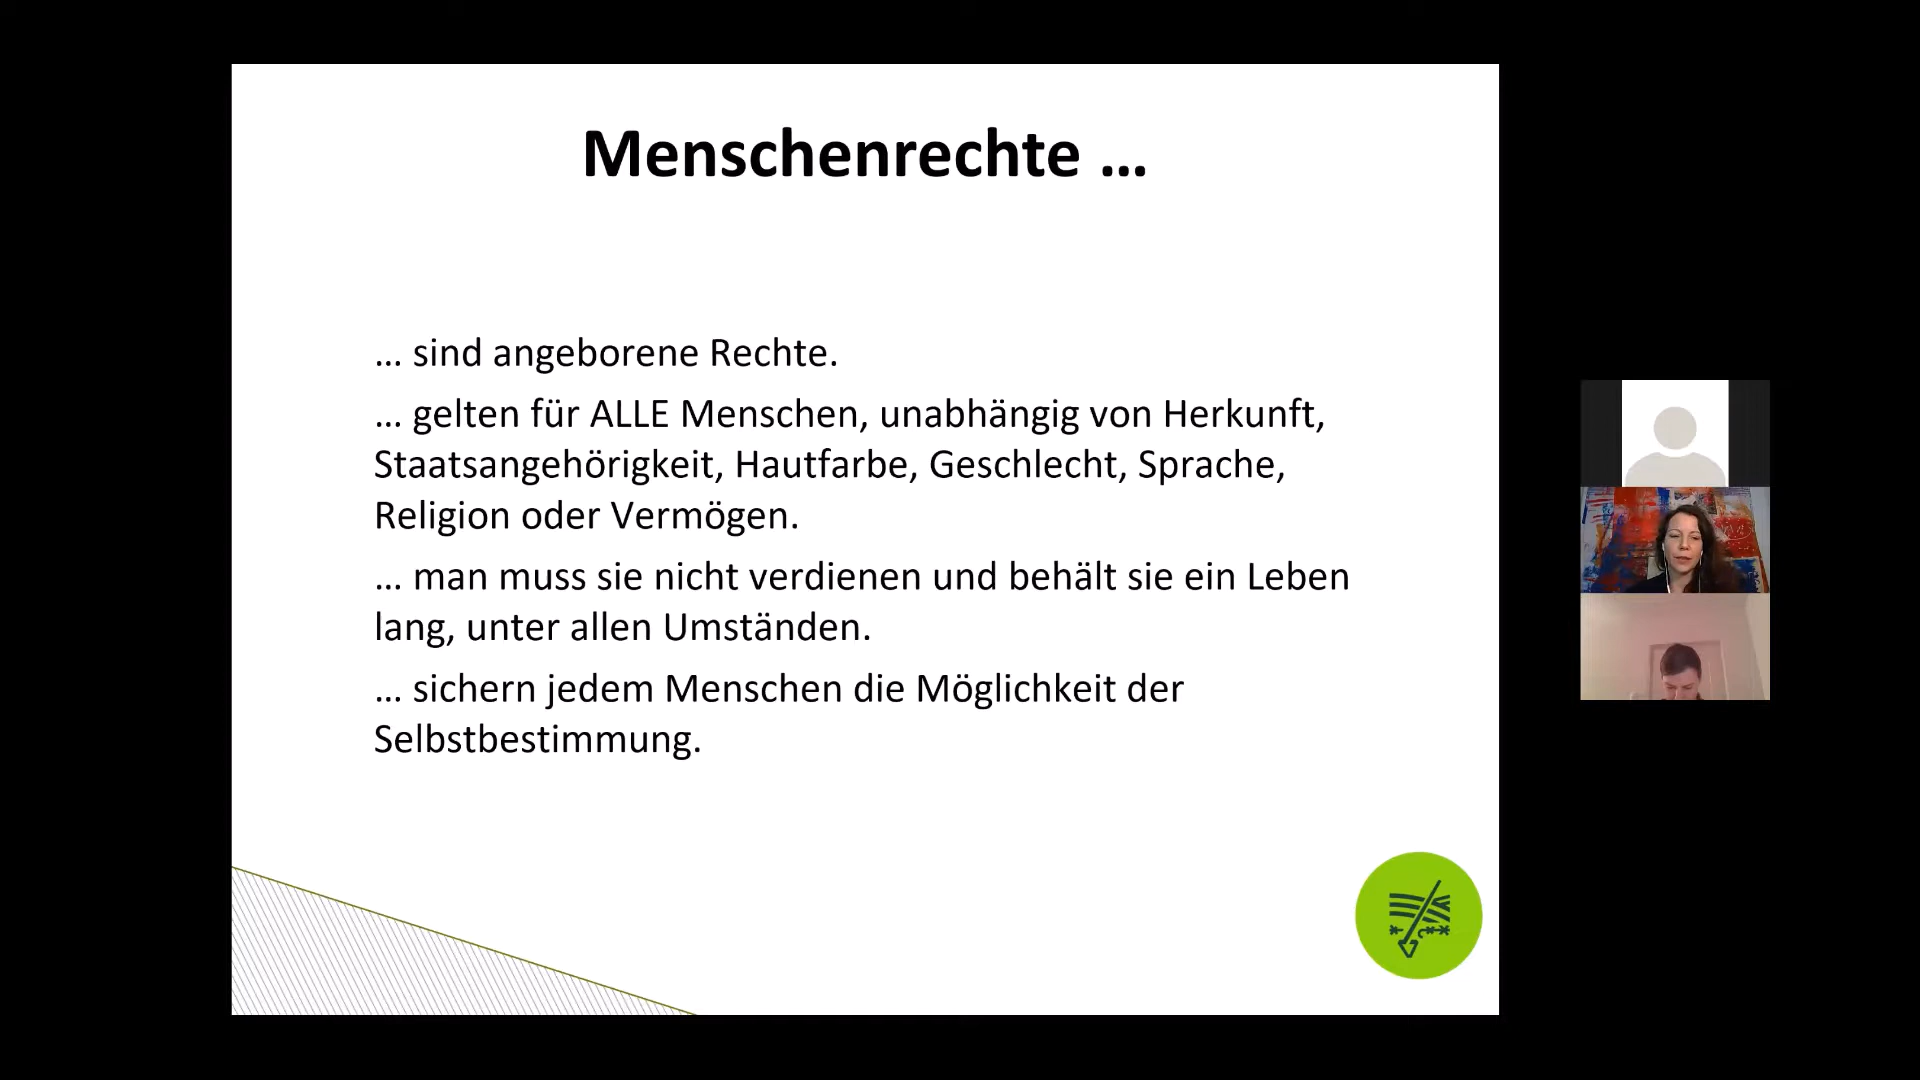 Menschenrechte ...
... sind angeborene Rechte.
... gelten für ALLE Menschen, unabhängig von Herkunft,
Staatsangehörigkeit, Hautfarbe, Geschlecht, Sprache,
Religion oder Vermögen.
... man muss sie nicht verdienen und behält sie ein Leben
lang, unter allen Umständen.
... sichern jedem Menschen die Möglichkeit der
Selbstbestimmung.